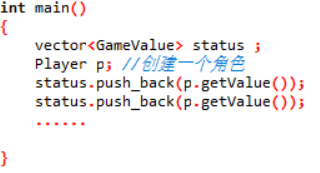 int main()
{
vector<GameValue> status ;
Player p; //创建一个角色
status.push_back(p.getValue());
status.push_back(p.getValue());
......
}